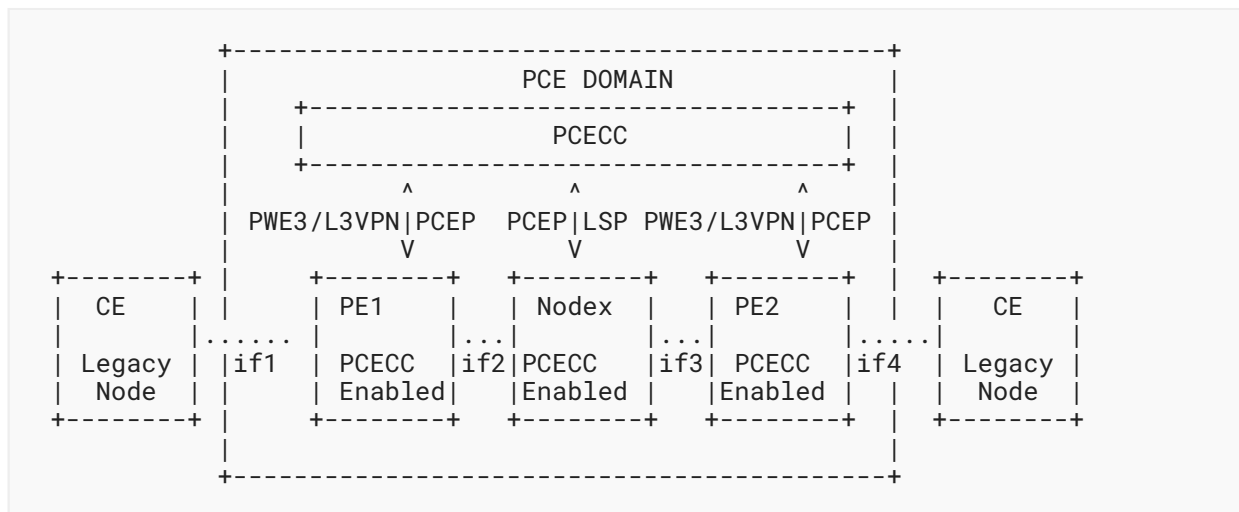 PCE DOMAIN
PCECC
PWE3/L3VPN|PCEP PCEP|LSP PWE3/L3VPN|PCEP
CE PE1 Nodex PE2 CE
Legacy if1 PCECC if2 PCECC if3 PCECC if4 Legacy
Node Enabled Enabled Enabled Node